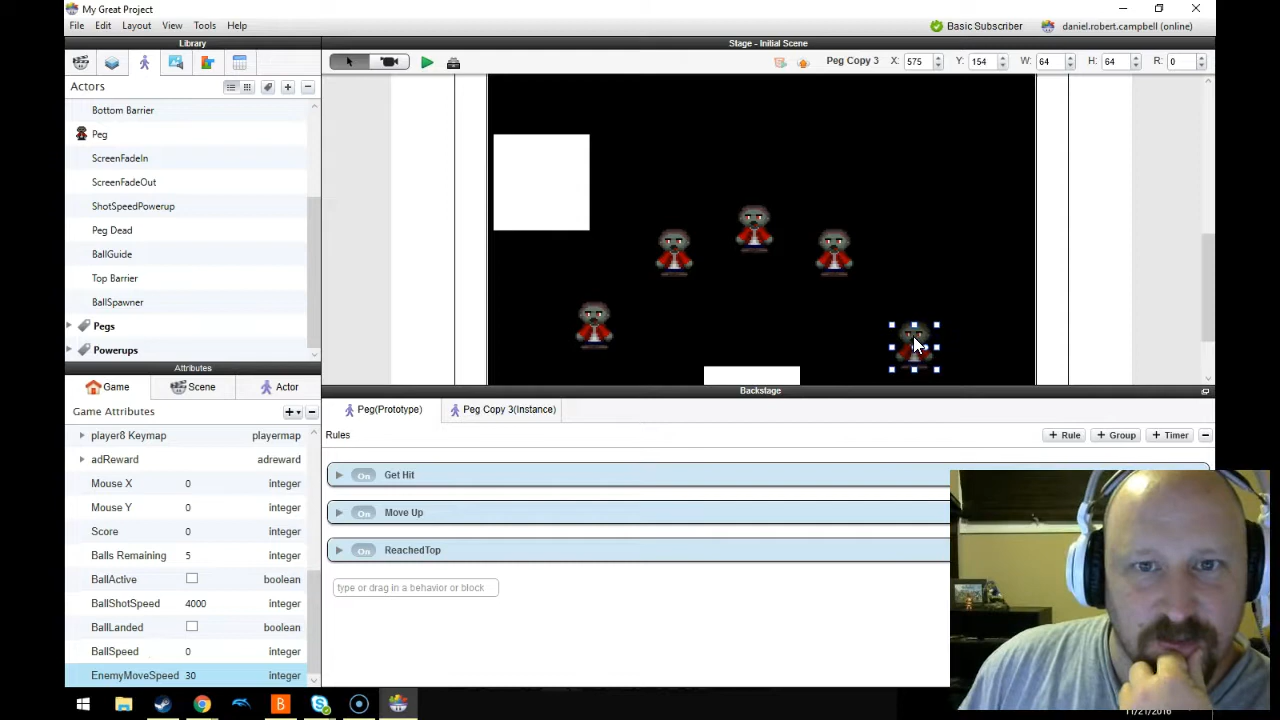 My Great Project
File Edit Layout View Tools Help
Basic Subscriber daniel.robert.campbell (online)
Library
Stage - Initial Scene
Peg Copy 3 X: 575 Y: 154 W: 64 H: 64 R: 0
Actors
Bottom Barrier
Peg
ScreenFadeIn
ScreenFadeOut
ShotSpeedPowerup
Peg Dead
BallGuide
Top Barrier
BallSpawner
Pegs
Powerups
Attributes
Game Scene Actor
Game Attributes
player8 Keymap playermap
adReward adreward
Mouse X 0 integer
Mouse Y 0 integer
Score 0 integer
Balls Remaining 5 integer
BallActive boolean
BallShotSpeed 4000 integer
BallLanded boolean
BallSpeed 0 integer
EnemyMoveSpeed 30 integer
Backstage
Peg(Prototype) Peg Copy 3(Instance)
Rules + Rule + Group + Timer
On Get Hit
On Move Up
On ReachedTop
type or drag in a behavior or block
11/21/2016